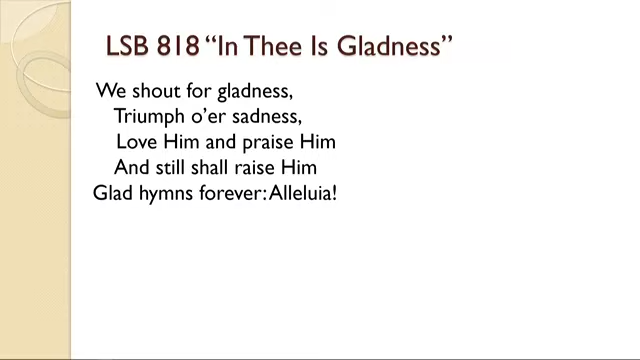 LSB 818 “In Thee Is Gladness”
We shout for gladness,
Triumph o’er sadness,
Love Him and praise Him
And still shall raise Him
Glad hymns forever: Alleluia!